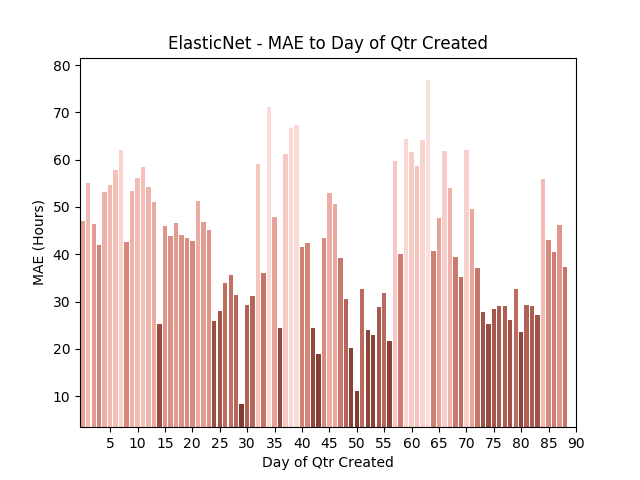 ElasticNet - MAE to Day of Qtr Created
MAE (Hours)
80
70
60
50
40
30
20
10
5 10 15 20 25 30 35 40 45 50 55 60 65 70 75 80 85 90
Day of Qtr Created